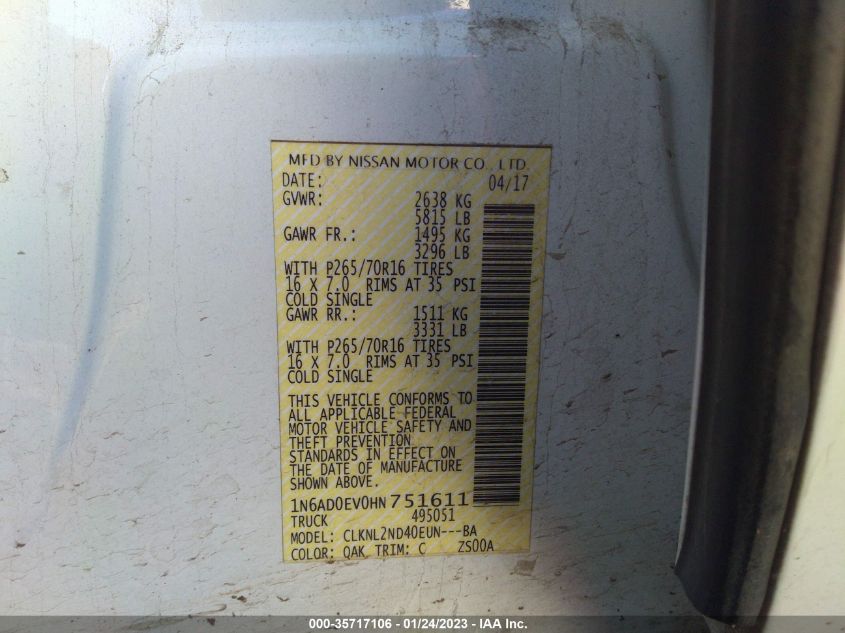 MFD BY NISSAN MOTOR CO., LTD.
DATE: 04/17
GVWR: 2638 KG
5815 LB
GAWR FR.: 1495 KG
3296 LB
WITH P265/70R16 TIRES
16 X 7.0 RIMS AT 35 PSI
COLD SINGLE
GAWR RR.: 1511 KG
3331 LB
WITH P265/70R16 TIRES
16 X 7.0 RIMS AT 35 PSI
COLD SINGLE
THIS VEHICLE CONFORMS TO
ALL APPLICABLE FEDERAL
MOTOR VEHICLE SAFETY AND
THEFT PREVENTION
STANDARDS IN EFFECT ON
THE DATE OF MANUFACTURE
SHOWN ABOVE.
1N6AD0EV0HN751611
TRUCK 495051
MODEL: CLKNL2ND40EUN---BA
COLOR: QAK TRIM: C ZS00A
000-35717106 - 01/24/2023 - IAA Inc.